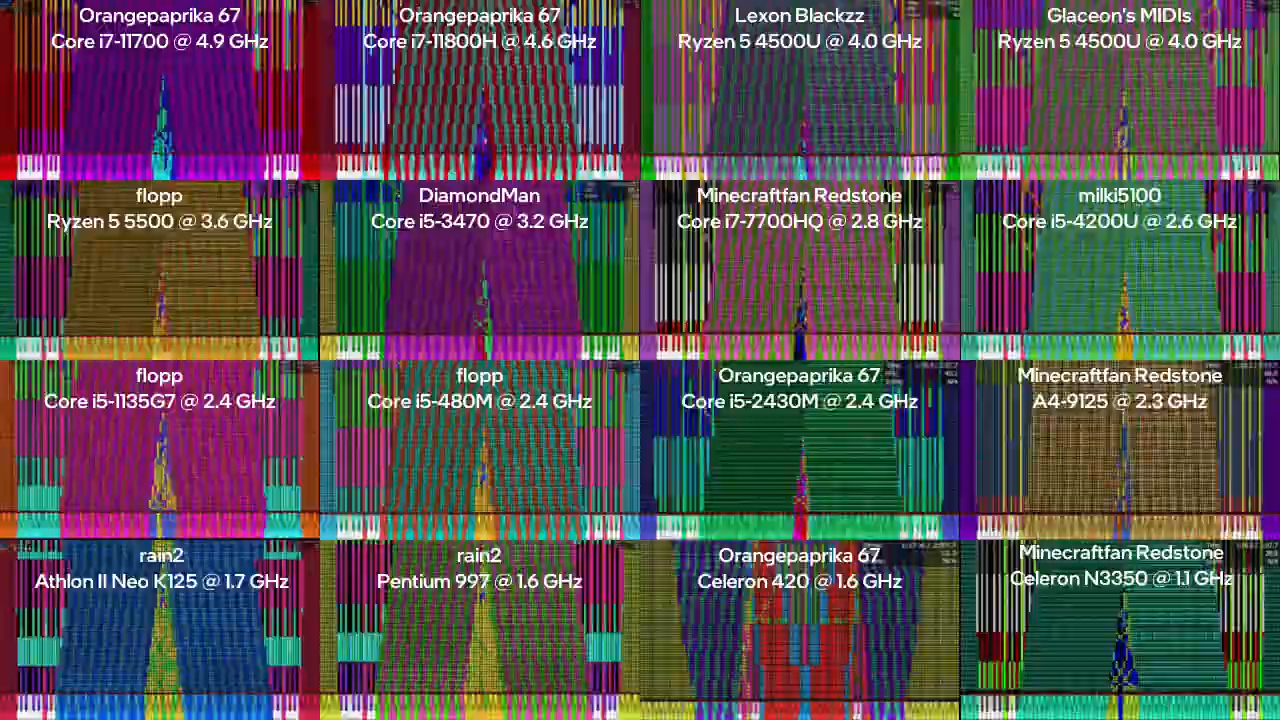 Orangepaprika 67
Core i7-11700 @ 4.9 GHz
Orangepaprika 67
Core i7-11800H @ 4.6 GHz
Lexon Blackzz
Ryzen 5 4500U @ 4.0 GHz
Glaceon's MIDIs
Ryzen 5 4500U @ 4.0 GHz
flopp
Ryzen 5 5500 @ 3.6 GHz
DiamondMan
Core i5-3470 @ 3.2 GHz
Minecraftfan Redstone
Core i7-7700HQ @ 2.8 GHz
milki5100
Core i5-4200U @ 2.6 GHz
flopp
Core i5-1135G7 @ 2.4 GHz
flopp
Core i5-480M @ 2.4 GHz
Orangepaprika 67
Core i5-2430M @ 2.4 GHz
Minecraftfan Redstone
A4-9125 @ 2.3 GHz
rain2
Athlon II Neo K125 @ 1.7 GHz
rain2
Pentium 997 @ 1.6 GHz
Orangepaprika 67
Celeron 420 @ 1.6 GHz
Minecraftfan Redstone
Celeron N3350 @ 1.1 GHz